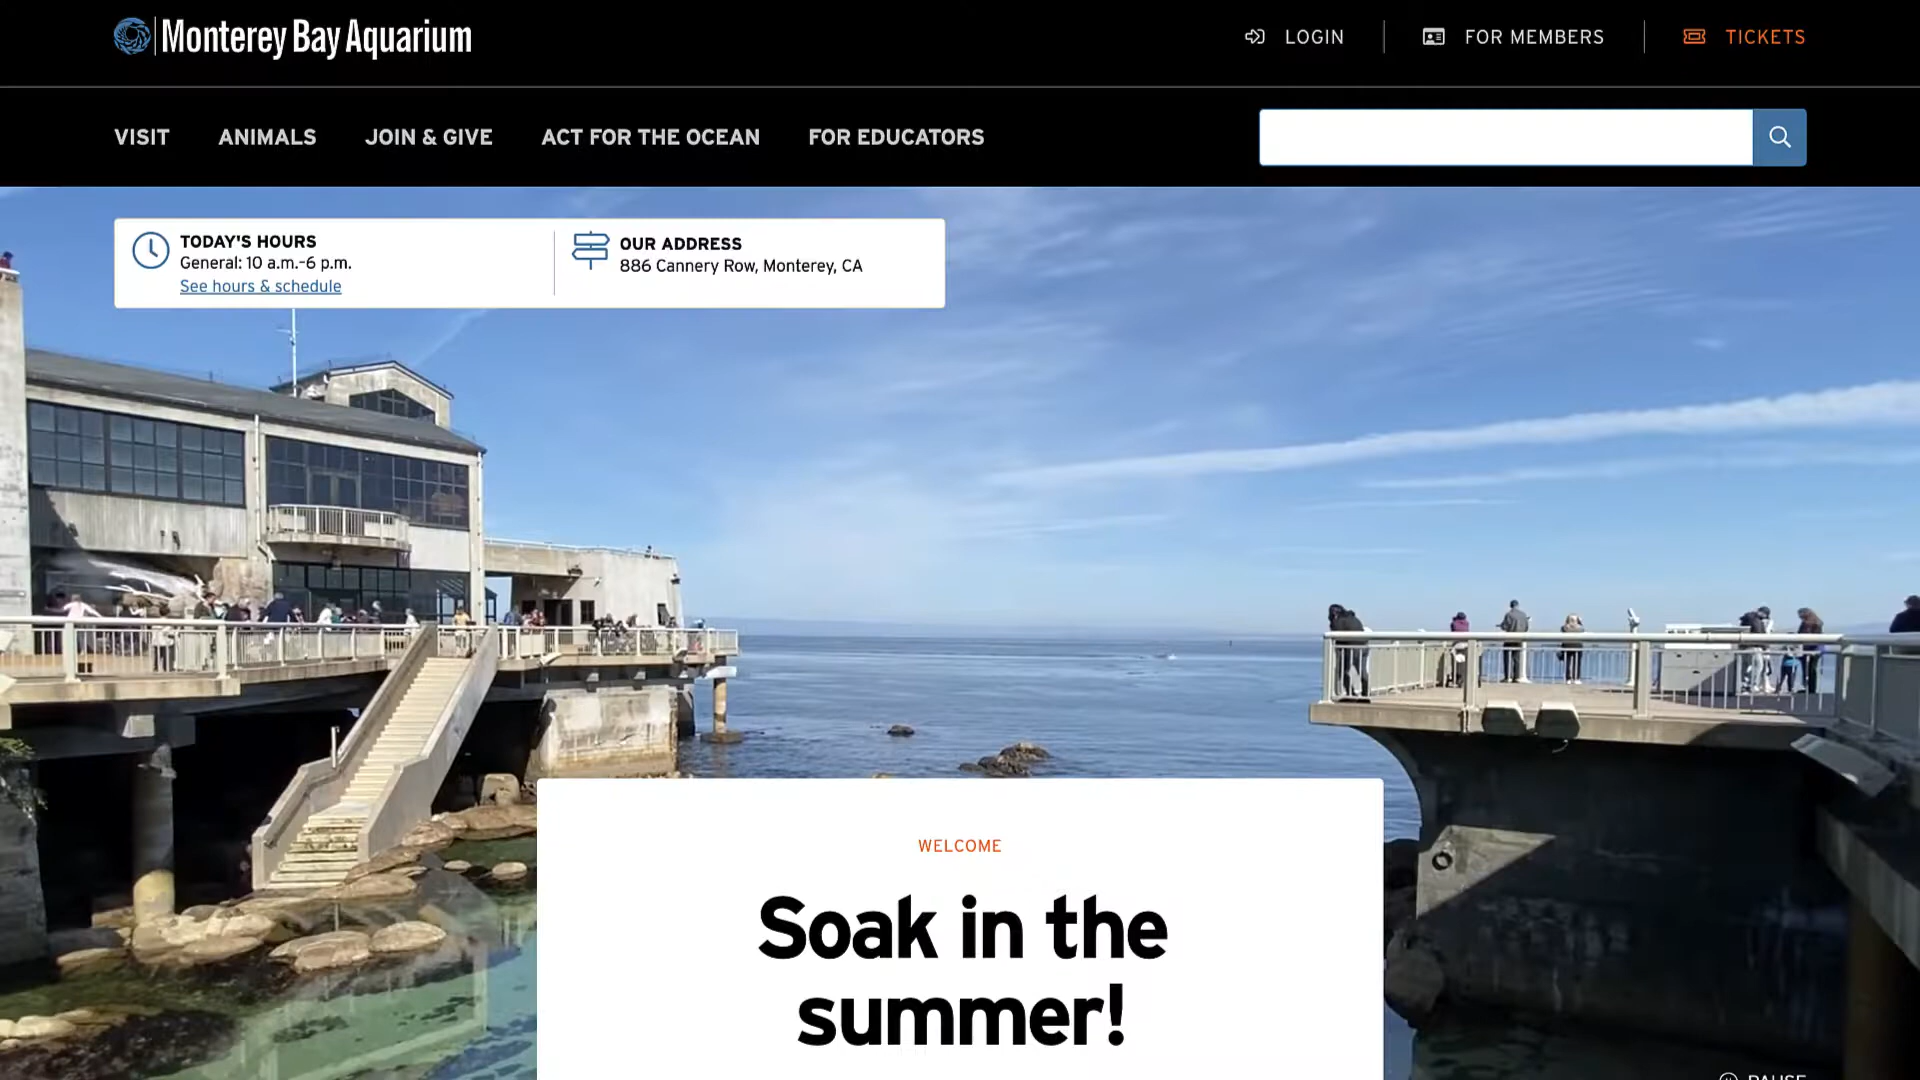 Monterey Bay Aquarium
LOGIN
FOR MEMBERS
TICKETS
VISIT
ANIMALS
JOIN & GIVE
ACT FOR THE OCEAN
FOR EDUCATORS
TODAY'S HOURS
General: 10 a.m.–6 p.m.
See hours & schedule
OUR ADDRESS
886 Cannery Row, Monterey, CA
WELCOME
Soak in the
summer!
PAUSE